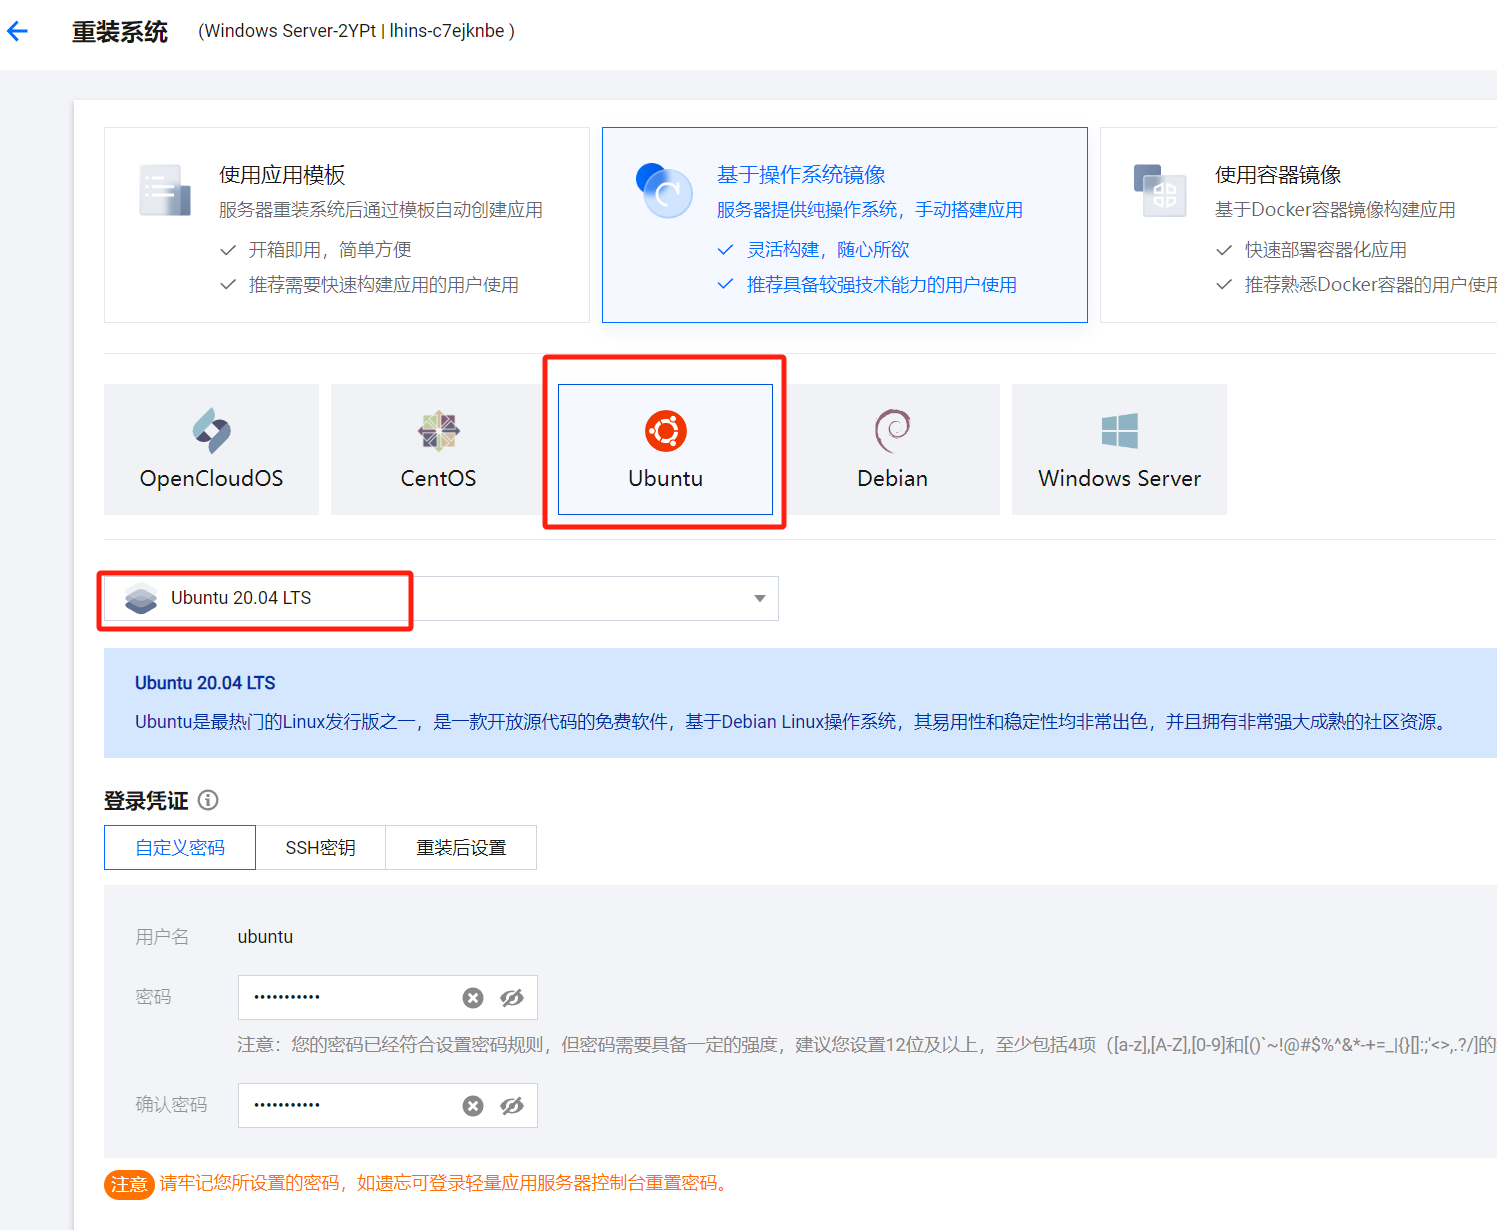 重装系统 (Windows Server-2YPt | lhins-c7ejknbe )
使用应用模板
服务器重装系统后通过模板自动创建应用
开箱即用，简单方便
推荐需要快速构建应用的用户使用
基于操作系统镜像
服务器提供纯操作系统，手动搭建应用
灵活构建，随心所欲
推荐具备较强技术能力的用户使用
使用容器镜像
基于Docker容器镜像构建应用
快速部署容器化应用
推荐熟悉Docker容器的用户使用
OpenCloudOS
CentOS
Ubuntu
Debian
Windows Server
Ubuntu 20.04 LTS
Ubuntu 20.04 LTS
Ubuntu是最热门的Linux发行版之一，是一款开放源代码的免费软件，基于Debian Linux操作系统，其易用性和稳定性均非常出色，并且拥有非常强大成熟的社区资源。
登录凭证
自定义密码 SSH密钥 重装后设置
用户名 ubuntu
密码 •••••••••••
注意：您的密码已经符合设置密码规则，但密码需要具备一定的强度，建议您设置12位及以上，至少包括4项（[a-z],[A-Z],[0-9]和[()`~!@#$%^&*-+=_|{}[]:;'<>,.?/]的
确认密码 •••••••••••
注意 请牢记您所设置的密码，如遗忘可登录轻量应用服务器控制台重置密码。